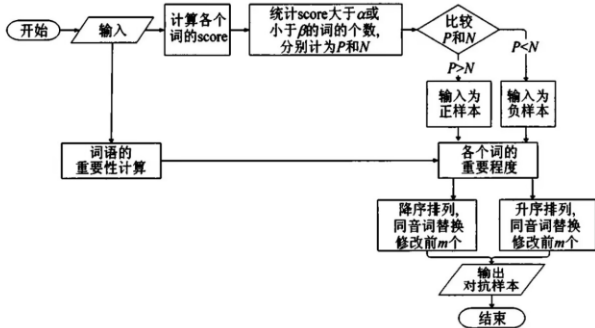 开始
输入
计算各个
词的score
统计score大于α或
小于β的词的个数,
分别计为P和N
比较
P和N
P<N
P>N
输入为
正样本
输入为
负样本
词语的
重要性计算
各个词的
重要程度
降序排列,
同音词替换
修改前m个
升序排列,
同音词替换
修改前m个
输出
对抗样本
结束